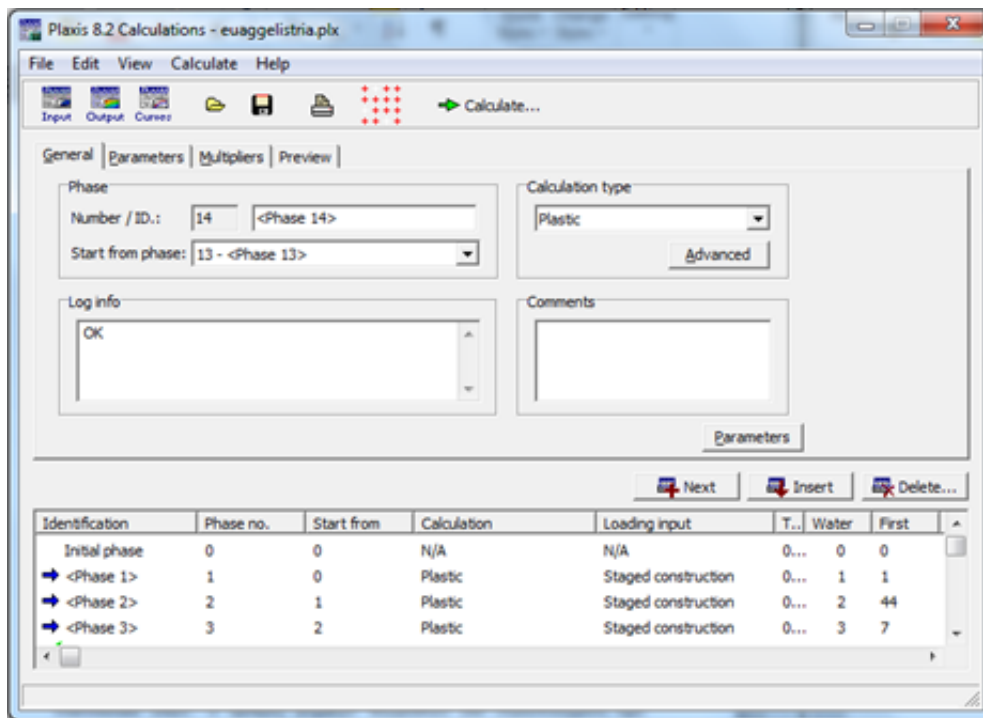 Plaxis 8.2 Calculations - euaggelistria.plx
File Edit View Calculate Help
Input Output Curves Calculate...
General Parameters Multipliers Preview
Phase
Number / ID.: 14 <Phase 14>
Start from phase: 13 - <Phase 13>
Calculation type
Plastic
Advanced
Log info
OK
Comments
Parameters
Next Insert Delete...
Identification Phase no. Start from Calculation Loading input T.. Water First
Initial phase 0 0 N/A N/A 0... 0 0
<Phase 1> 1 0 Plastic Staged construction 0... 1 1
<Phase 2> 2 1 Plastic Staged construction 0... 2 44
<Phase 3> 3 2 Plastic Staged construction 0... 3 7